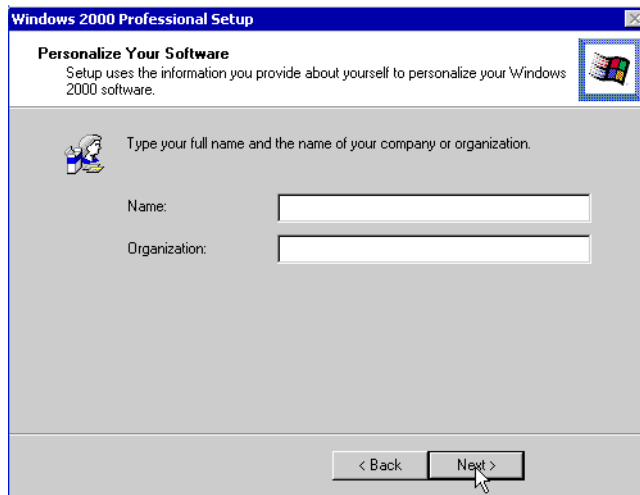 Windows 2000 Professional Setup
Personalize Your Software
Setup uses the information you provide about yourself to personalize your Windows
2000 software.
Type your full name and the name of your company or organization.
Name:
Organization:
< Back
Next >